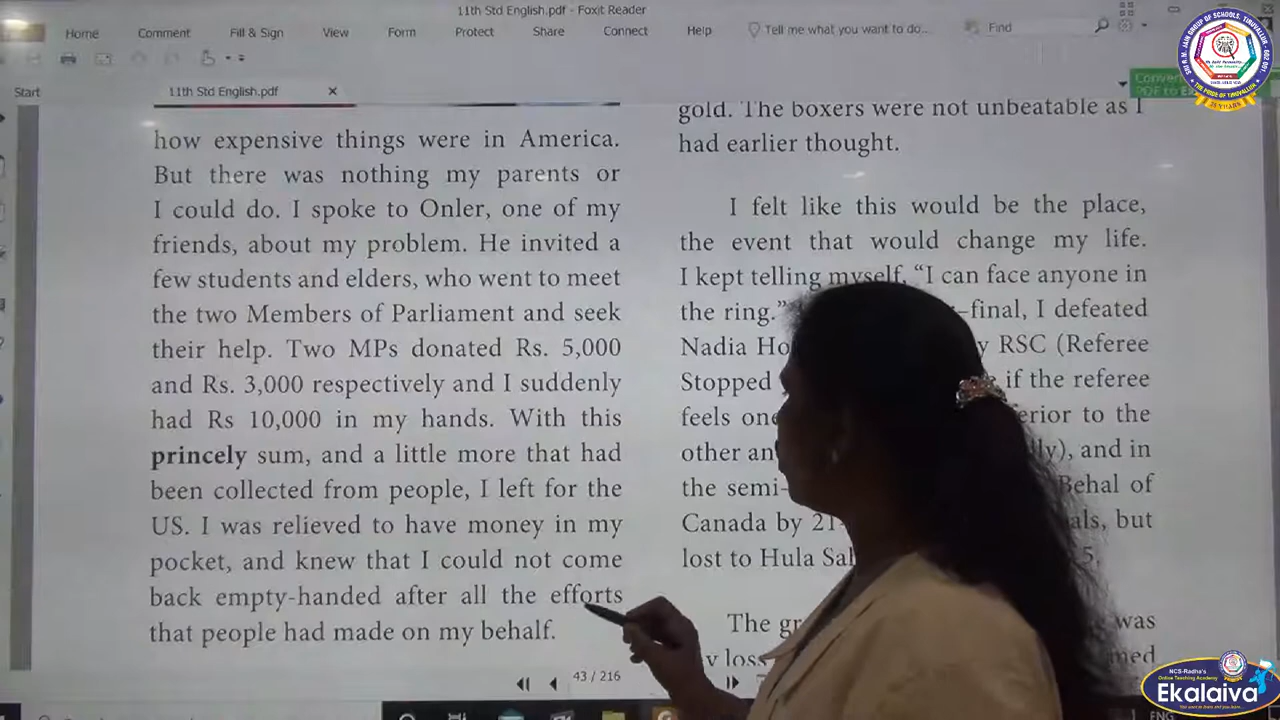 11th Std English.pdf - Foxit Reader
Home Comment Fill & Sign View Form Protect Share Connect Help Tell me what you want to do... Find
Start 11th Std English.pdf
how expensive things were in America.
But there was nothing my parents or
I could do. I spoke to Onler, one of my
friends, about my problem. He invited a
few students and elders, who went to meet
the two Members of Parliament and seek
their help. Two MPs donated Rs. 5,000
and Rs. 3,000 respectively and I suddenly
had Rs 10,000 in my hands. With this
princely sum, and a little more that had
been collected from people, I left for the
US. I was relieved to have money in my
pocket, and knew that I could not come
back empty-handed after all the efforts
that people had made on my behalf.
gold. The boxers were not unbeatable as I
had earlier thought.
I felt like this would be the place,
the event that would change my life.
I kept telling myself, “I can face anyone in
the ring.” –final, I defeated
Nadia RSC (Referee
Stopped if the referee
feels to the
other and in
the Behal of
Canada by but
lost to Hula
The was
loss
43 / 216
ENG
NCS-Radha's
Online Teaching Academy
Ekalaiva